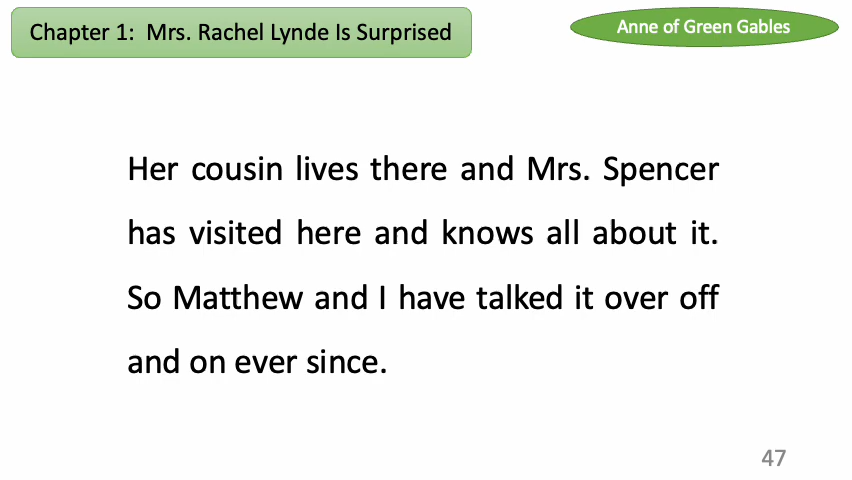 Chapter 1: Mrs. Rachel Lynde Is Surprised
Anne of Green Gables
Her cousin lives there and Mrs. Spencer
has visited here and knows all about it.
So Matthew and I have talked it over off
and on ever since.
47